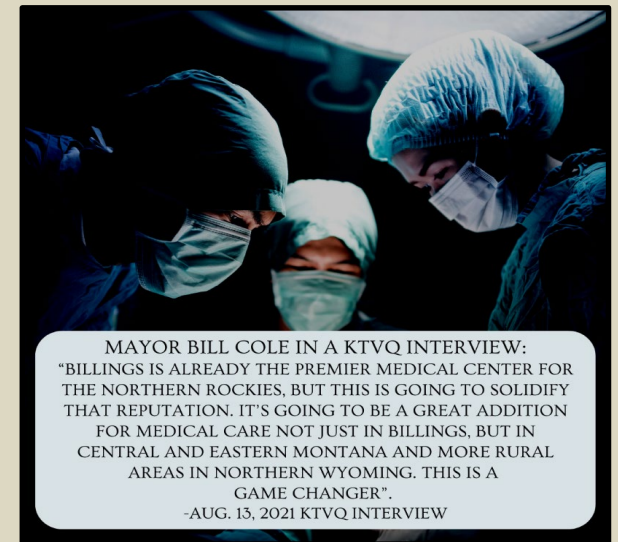 MAYOR BILL COLE IN A KTVQ INTERVIEW:
“BILLINGS IS ALREADY THE PREMIER MEDICAL CENTER FOR
THE NORTHERN ROCKIES, BUT THIS IS GOING TO SOLIDIFY
THAT REPUTATION. IT’S GOING TO BE A GREAT ADDITION
FOR MEDICAL CARE NOT JUST IN BILLINGS, BUT IN
CENTRAL AND EASTERN MONTANA AND MORE RURAL
AREAS IN NORTHERN WYOMING. THIS IS A
GAME CHANGER”.
-AUG. 13, 2021 KTVQ INTERVIEW